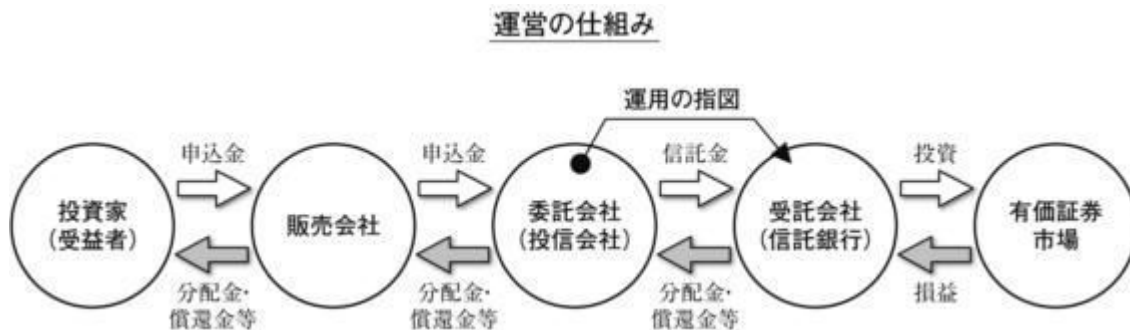 運営の仕組み
運用の指図
申込金
申込金
信託金
投資
投資家
(受益者)
販売会社
委託会社
(投信会社)
受託会社
(信託銀行)
有価証券
市場
分配金・
償還金等
分配金・
償還金等
分配金・
償還金等
損益